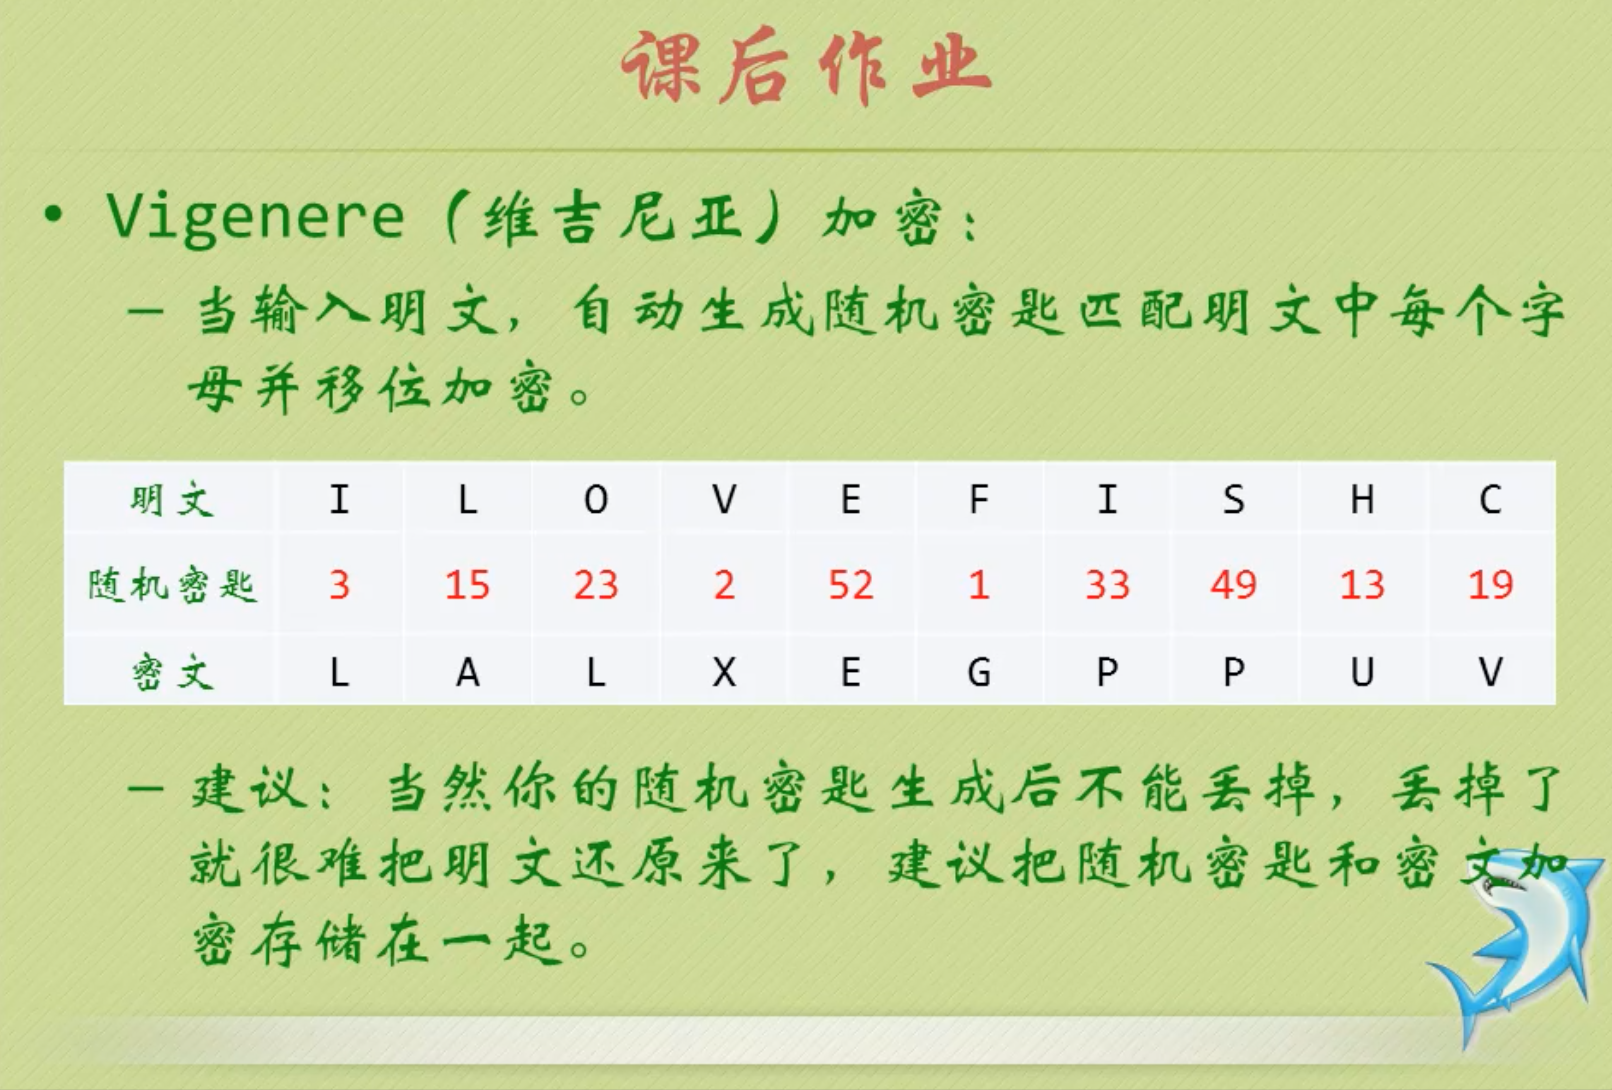 课后作业
• Vigenere（维吉尼亚）加密：
– 当输入明文，自动生成随机密匙匹配明文中每个字
母并移位加密。
明文 I L O V E F I S H C
随机密匙 3 15 23 2 52 1 33 49 13 19
密文 L A L X E G P P U V
– 建议：当然你的随机密匙生成后不能丢掉，丢掉了
就很难把明文还原来了，建议把随机密匙和密文加
密存储在一起。